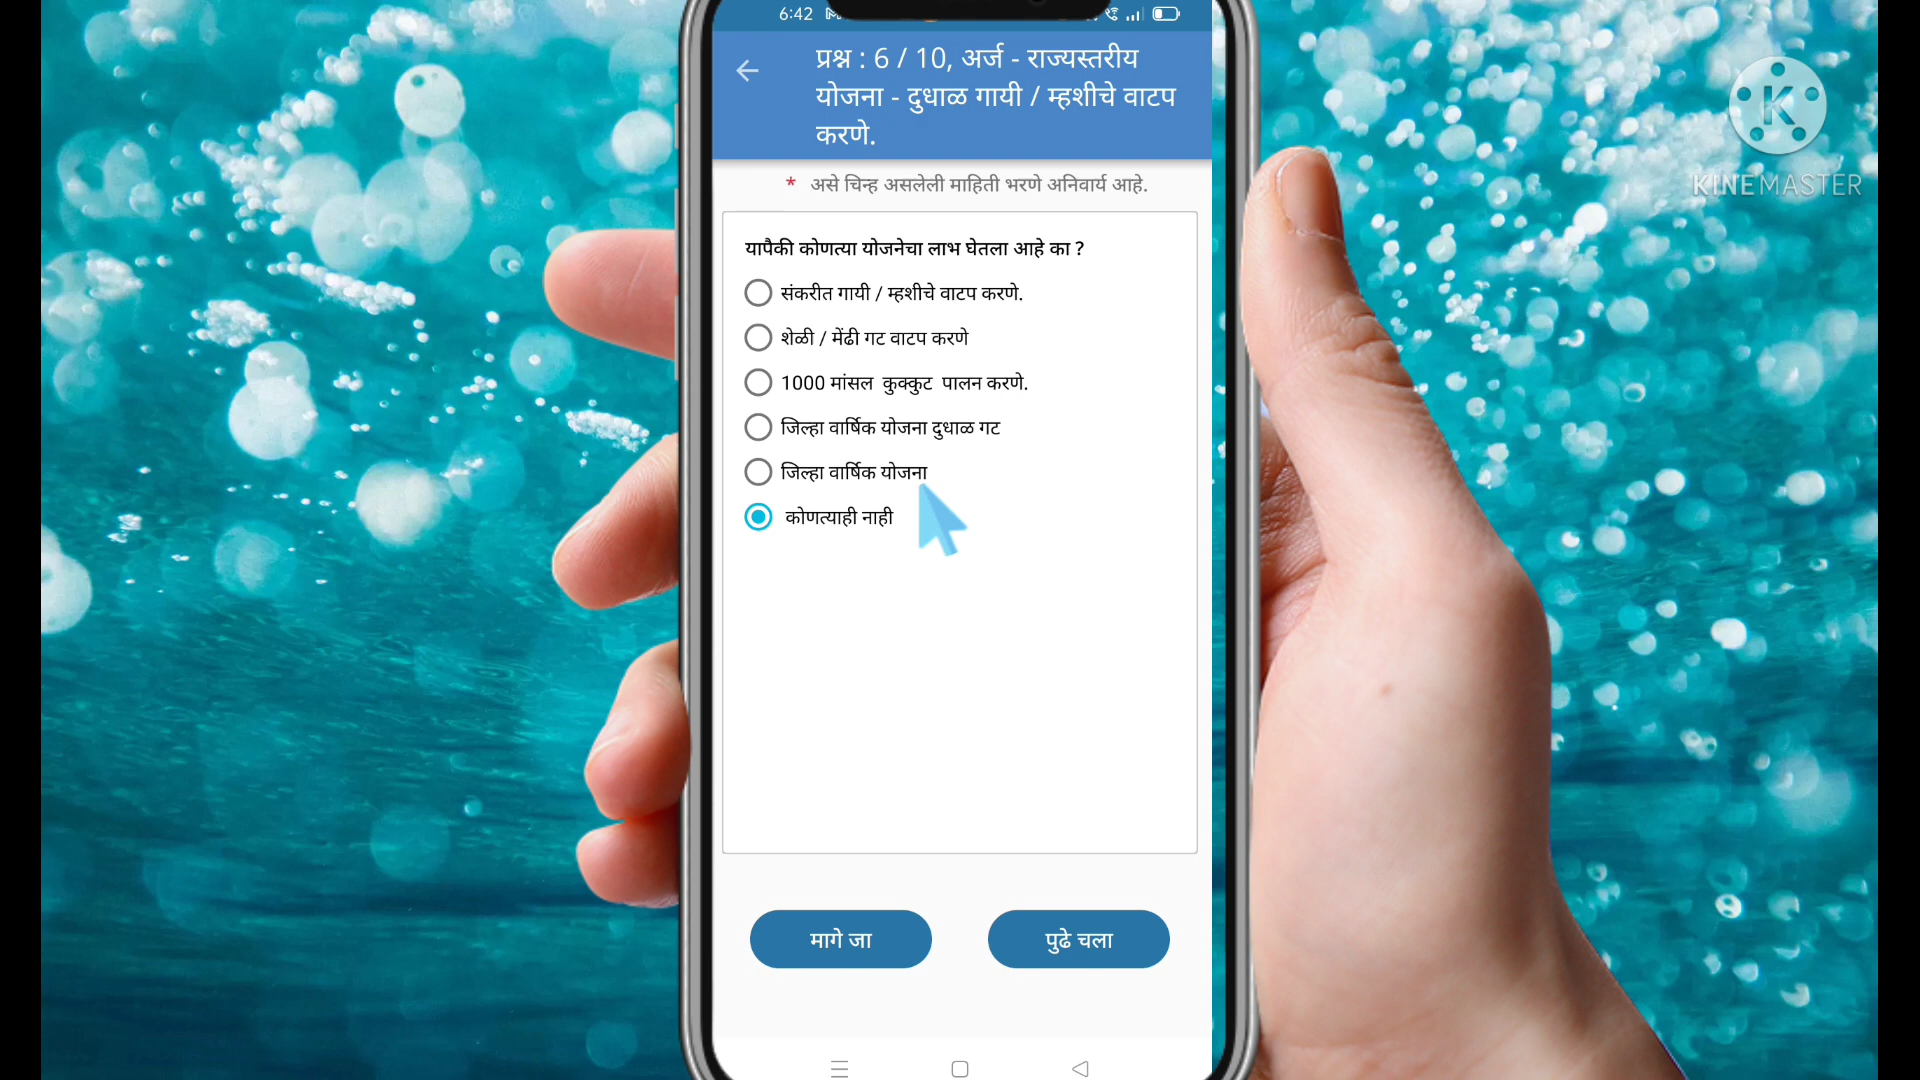 6:42
प्रश्न : 6 / 10, अर्ज - राज्यस्तरीय
योजना - दुधाळ गायी / म्हशीचे वाटप
करणे.
* असे चिन्ह असलेली माहिती भरणे अनिवार्य आहे.
यापैकी कोणत्या योजनेचा लाभ घेतला आहे का ?
संकरीत गायी / म्हशीचे वाटप करणे.
शेळी / मेंढी गट वाटप करणे
1000 मांसल कुक्कुट पालन करणे.
जिल्हा वार्षिक योजना दुधाळ गट
जिल्हा वार्षिक योजना
कोणत्याही नाही
मागे जा
पुढे चला
K
KINEMASTER